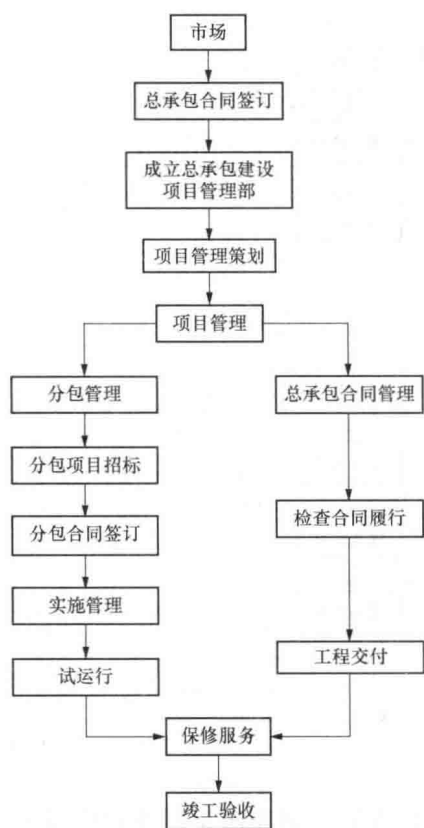 市场
总承包合同签订
成立总承包建设
项目管理部
项目管理策划
项目管理
分包管理
总承包合同管理
分包项目招标
检查合同履行
分包合同签订
实施管理
工程交付
试运行
保修服务
竣工验收